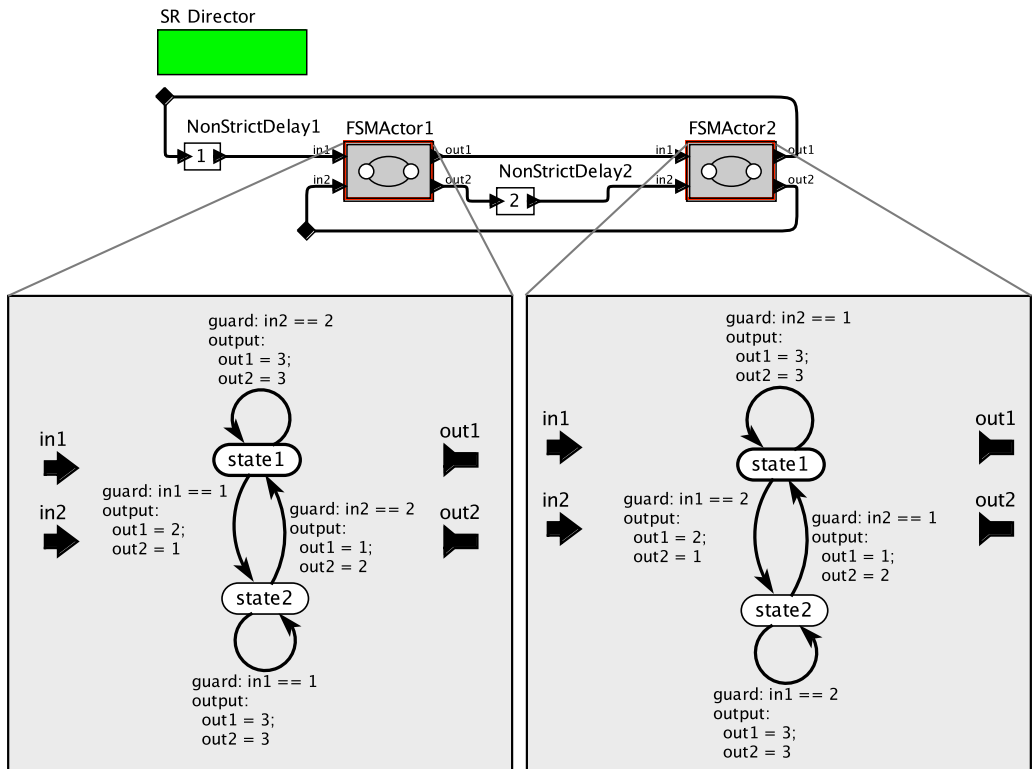 SR Director
NonStrictDelay1
1
FSMActor1
in1
in2
out1
out2
NonStrictDelay2
2
FSMActor2
in1
in2
out1
out2
guard: in2 == 2
output:
out1 = 3;
out2 = 3
in1
in2
out1
out2
state1
guard: in1 == 1
output:
out1 = 2;
out2 = 1
guard: in2 == 2
output:
out1 = 1;
out2 = 2
state2
guard: in1 == 1
output:
out1 = 3;
out2 = 3
guard: in2 == 1
output:
out1 = 3;
out2 = 3
in1
in2
out1
out2
state1
guard: in1 == 2
output:
out1 = 2;
out2 = 1
guard: in2 == 1
output:
out1 = 1;
out2 = 2
state2
guard: in1 == 2
output:
out1 = 3;
out2 = 3